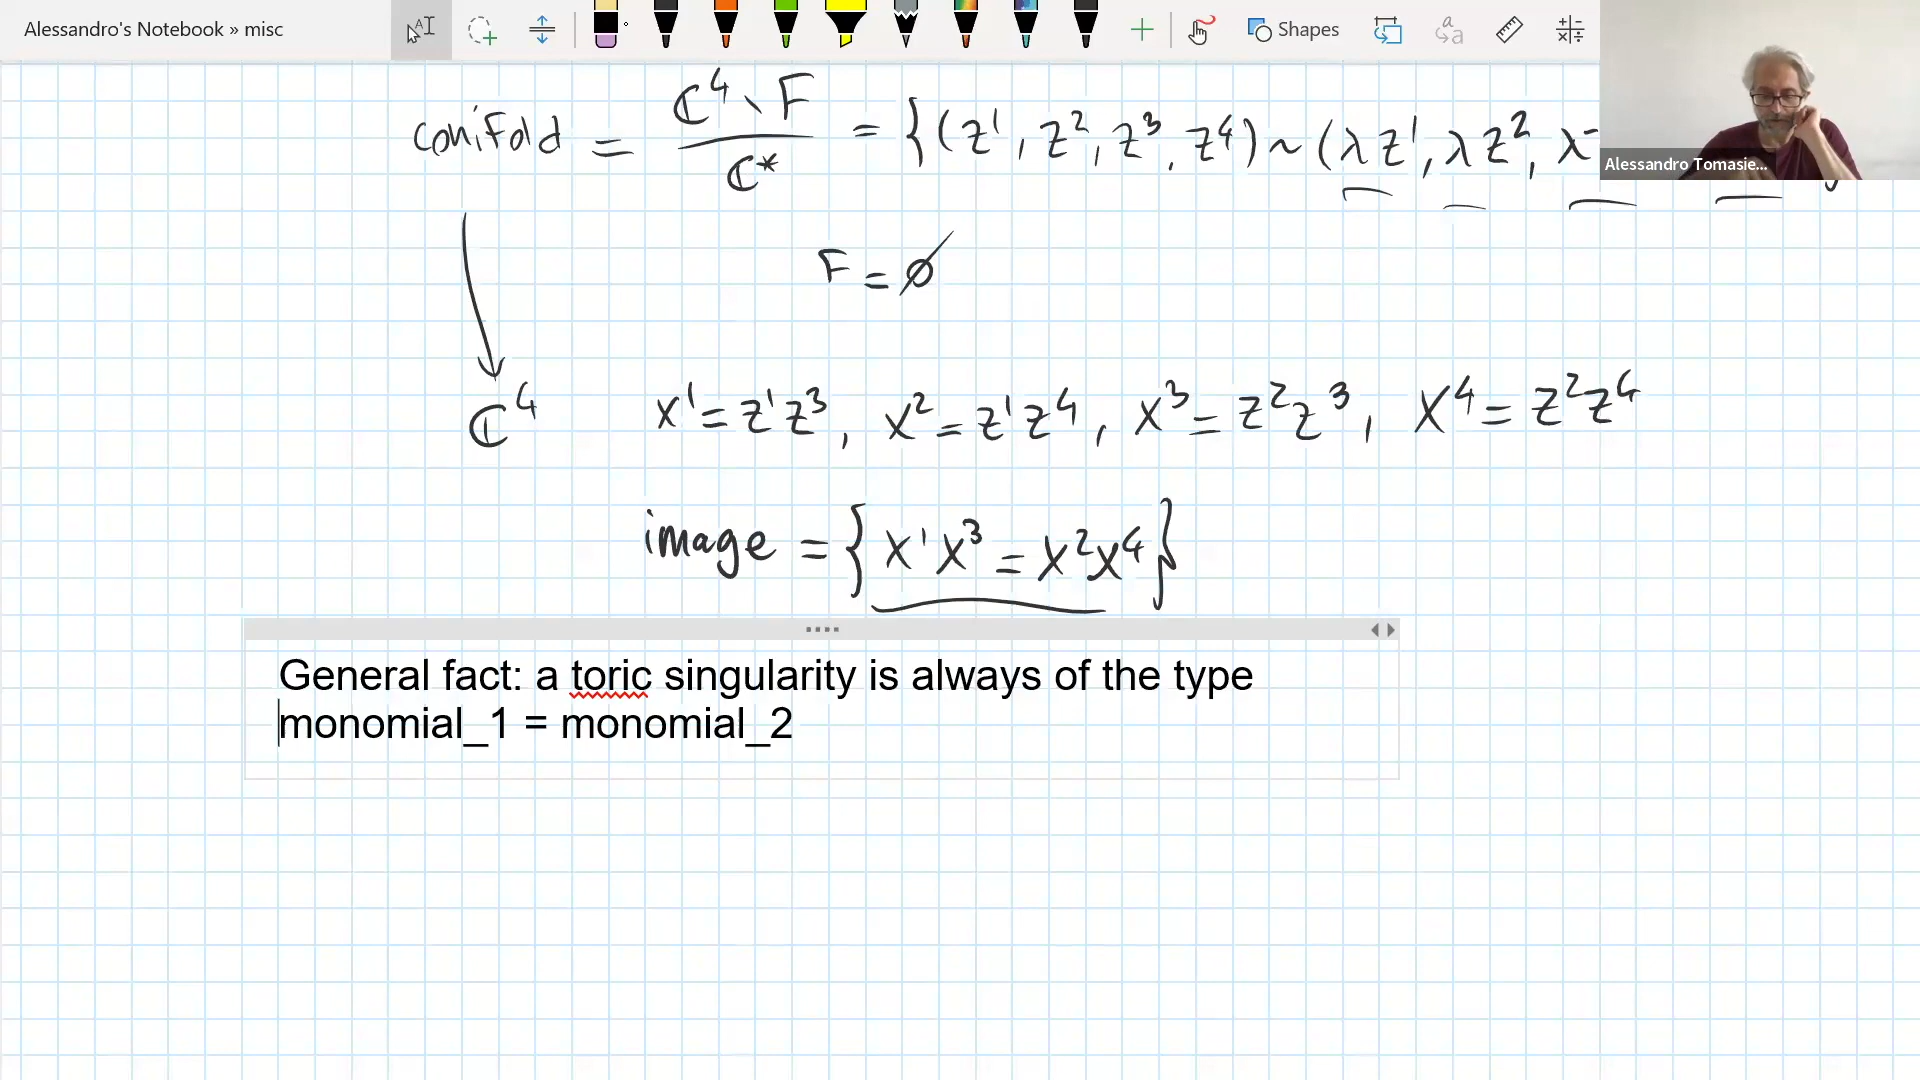 Alessandro's Notebook » misc
Shapes
conifold = ℂ⁴ \ F / ℂ* = {(z¹, z², z³, z⁴) ~ (λz¹, λz², λ⁻
Alessandro Tomasie...
F = ∅
ℂ⁴ x¹ = z¹z³, x² = z¹z⁴, x³ = z²z³, x⁴ = z²z⁴
image = {x¹x³ = x²x⁴}
General fact: a toric singularity is always of the type
monomial_1 = monomial_2